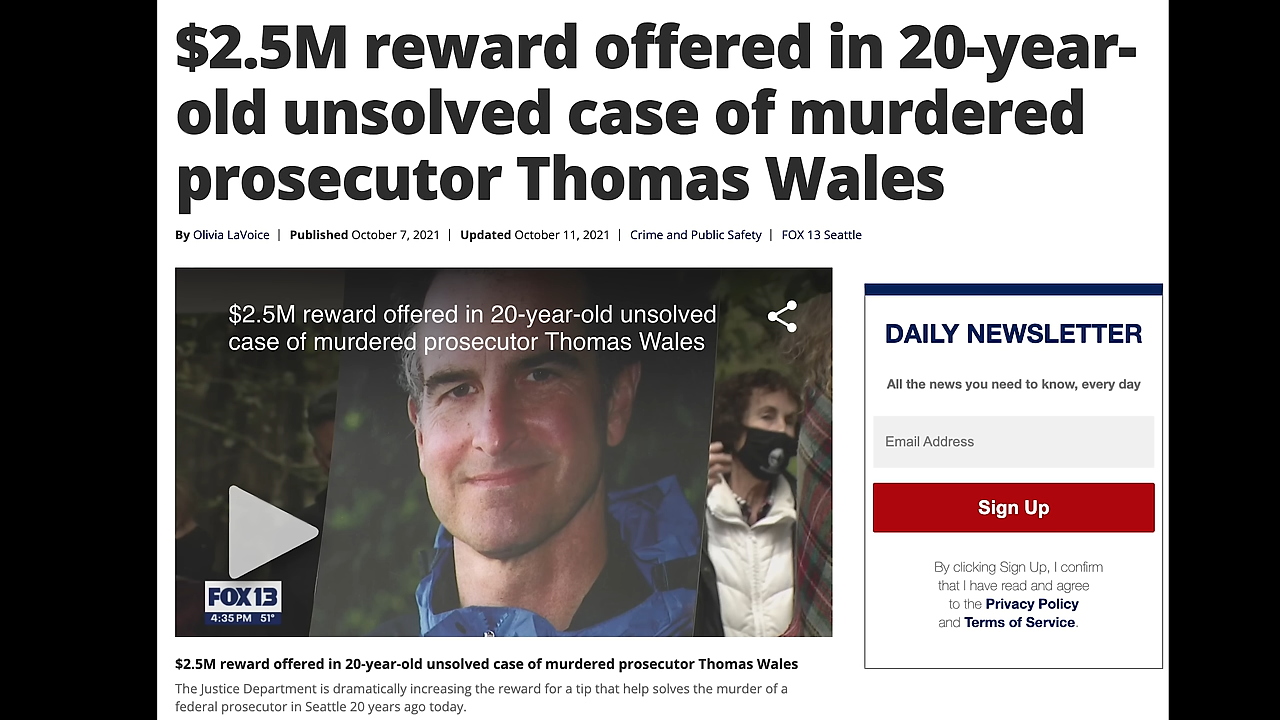 $2.5M reward offered in 20-year-
old unsolved case of murdered
prosecutor Thomas Wales
By Olivia LaVoice | Published October 7, 2021 | Updated October 11, 2021 | Crime and Public Safety | FOX 13 Seattle
$2.5M reward offered in 20-year-old unsolved
case of murdered prosecutor Thomas Wales
FOX 13
4:35 PM 51°
$2.5M reward offered in 20-year-old unsolved case of murdered prosecutor Thomas Wales
The Justice Department is dramatically increasing the reward for a tip that help solves the murder of a
federal prosecutor in Seattle 20 years ago today.
DAILY NEWSLETTER
All the news you need to know, every day
Email Address
Sign Up
By clicking Sign Up, I confirm
that I have read and agree
to the Privacy Policy
and Terms of Service.